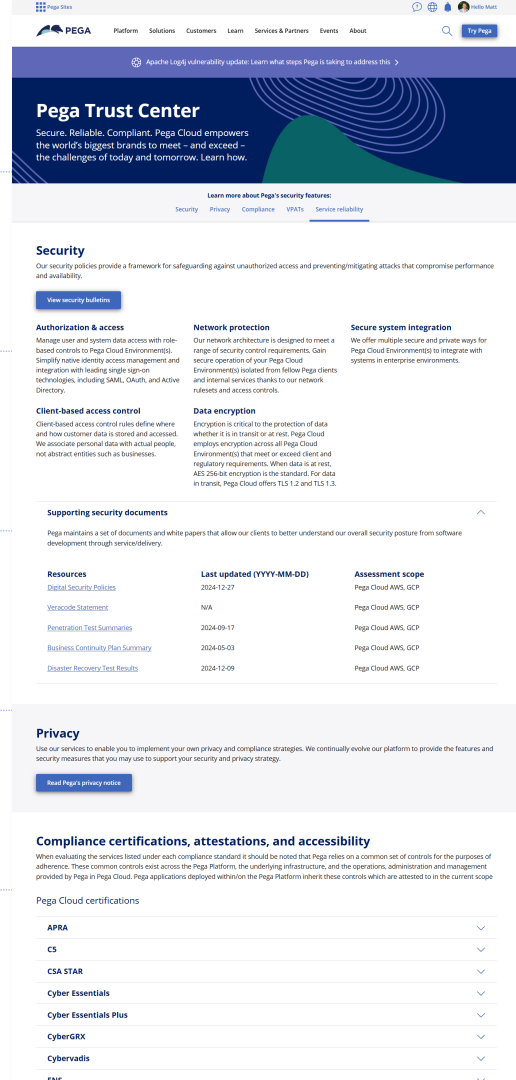 Pega Sites
Hello Matt
PEGA
Platform Solutions Customers Learn Services & Partners Events About
Try Pega
Apache Log4j vulnerability update: Learn what steps Pega is taking to address this
Pega Trust Center
Secure. Reliable. Compliant. Pega Cloud empowers
the world's biggest brands to meet – and exceed –
the challenges of today and tomorrow. Learn how.
Learn more about Pega's security features:
Security Privacy Compliance VPATs Service reliability
Security
Our security policies provide a framework for safeguarding against unauthorized access and preventing/mitigating attacks that compromise performance
and availability.
View security bulletins
Authorization & access
Manage user and system data access with role-
based controls to Pega Cloud Environment(s).
Simplify native identity access management and
integration with leading single sign-on
technologies, including SAML, OAuth, and Active
Directory.
Network protection
Our network architecture is designed to meet a
range of security control requirements. Gain
secure operation of your Pega Cloud
Environment(s) isolated from fellow Pega clients
and internal services thanks to our network
rulesets and access controls.
Secure system integration
We offer multiple secure and private ways for
Pega Cloud Environment(s) to integrate with
systems in enterprise environments.
Client-based access control
Client-based access control rules define where
and how customer data is stored and accessed.
We associate personal data with actual people,
not abstract entities such as businesses.
Data encryption
Encryption is critical to the protection of data
whether it is in transit or at rest. Pega Cloud
employs encryption across all Pega Cloud
Environment(s) that meet or exceed client and
regulatory requirements. When data is at rest,
AES 256-bit encryption is the standard. For data
in transit, Pega Cloud offers TLS 1.2 and TLS 1.3.
Supporting security documents
Pega maintains a set of documents and white papers that allow our clients to better understand our overall security posture from software
development through service/delivery.
Resources Last updated (YYYY-MM-DD) Assessment scope
Digital Security Policies 2024-12-27 Pega Cloud AWS, GCP
Veracode Statement N/A Pega Cloud AWS, GCP
Penetration Test Summaries 2024-09-17 Pega Cloud AWS, GCP
Business Continuity Plan Summary 2024-05-03 Pega Cloud AWS, GCP
Disaster Recovery Test Results 2024-12-09 Pega Cloud AWS, GCP
Privacy
Use our services to enable you to implement your own privacy and compliance strategies. We continually evolve our platform to provide the features and
security measures that you may use to support your security and privacy strategy.
Read Pega's privacy notice
Compliance certifications, attestations, and accessibility
When evaluating the services listed under each compliance standard it should be noted that Pega relies on a common set of controls for the purposes of
adherence. These common controls exist across the Pega Platform, the underlying infrastructure, and the operations, administration and management
provided by Pega in Pega Cloud. Pega applications deployed within/on the Pega Platform inherit these controls which are attested to in the current scope
Pega Cloud certifications
APRA
C5
CSA STAR
Cyber Essentials
Cyber Essentials Plus
CyberGRX
Cybervadis
ENS